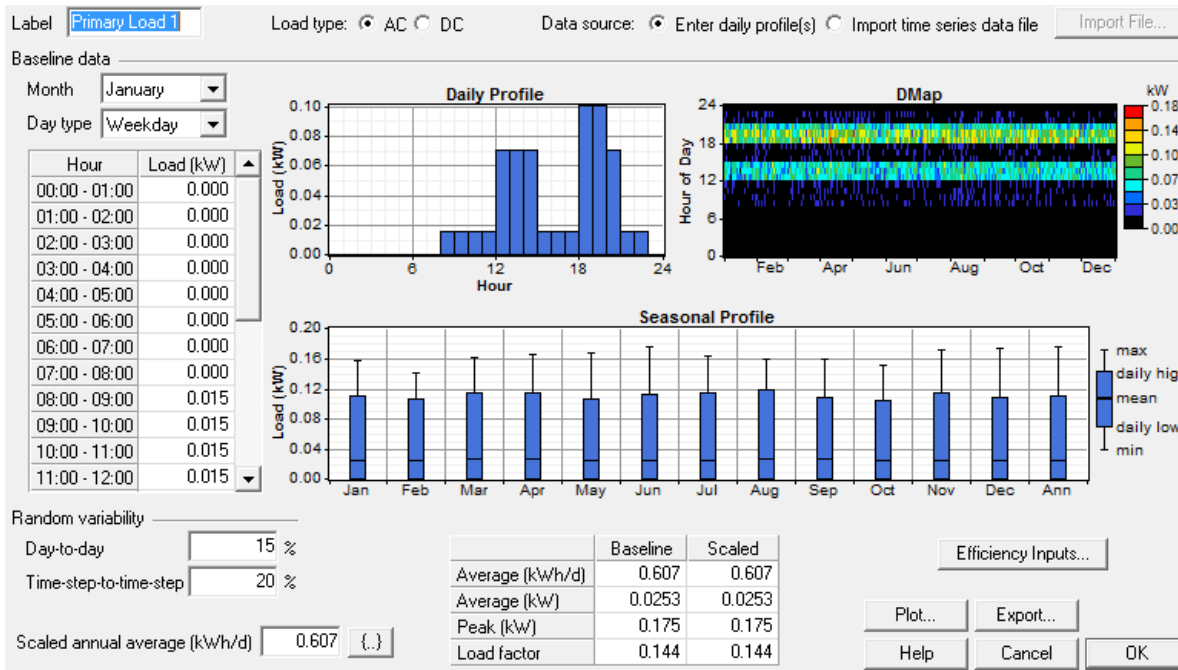 Label Primary Load 1 Load type: AC DC Data source: Enter daily profile(s) Import time series data file Import File...
Baseline data
Month January
Day type Weekday
Hour Load (kW)
00:00 - 01:00 0.000
01:00 - 02:00 0.000
02:00 - 03:00 0.000
03:00 - 04:00 0.000
04:00 - 05:00 0.000
05:00 - 06:00 0.000
06:00 - 07:00 0.000
07:00 - 08:00 0.000
08:00 - 09:00 0.015
09:00 - 10:00 0.015
10:00 - 11:00 0.015
11:00 - 12:00 0.015
Daily Profile
Load (kW)
0.10
0.08
0.06
0.04
0.02
0.00
0 6 12 18 24
Hour
DMap
Hour of Day
24
18
12
6
0
Feb Apr Jun Aug Oct Dec
kW
0.18
0.14
0.10
0.07
0.03
0.00
Seasonal Profile
Load (kW)
0.20
0.16
0.12
0.08
0.04
0.00
Jan Feb Mar Apr May Jun Jul Aug Sep Oct Nov Dec Ann
max
daily high
mean
daily low
min
Random variability
Day-to-day 15 %
Time-step-to-time-step 20 %
Scaled annual average (kWh/d) 0.607 {..}
Baseline Scaled
Average (kWh/d) 0.607 0.607
Average (kW) 0.0253 0.0253
Peak (kW) 0.175 0.175
Load factor 0.144 0.144
Efficiency Inputs...
Plot... Export...
Help Cancel OK